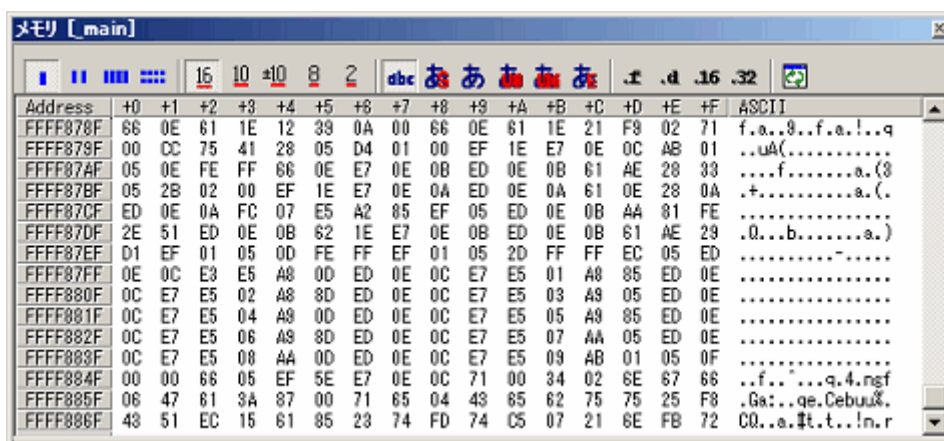 メモリ [_main]
16 10 ±10 8 2 abc あS あ あ あ あE .f .d .16 .32
Address +0 +1 +2 +3 +4 +5 +6 +7 +8 +9 +A +B +C +D +E +F ASCII
FFFF878F 66 0E 61 1E 12 39 0A 00 66 0E 61 1E 21 F9 02 71 f.a..9..f.a.!..q
FFFF879F 00 CC 75 41 28 05 D4 01 00 EF 1E E7 0E 0C AB 01 ..uA(...........
FFFF87AF 05 0E FE FF 66 0E E7 0E 0B ED 0E 0B 61 AE 28 33 ....f.......a.(3
FFFF87BF 05 2B 02 00 EF 1E E7 0E 0A ED 0E 0A 61 0E 28 0A .+..........a.(.
FFFF87CF ED 0E 0A FC 07 E5 A2 85 EF 05 ED 0E 0B AA 81 FE ................
FFFF87DF 2E 51 ED 0E 0B 62 1E E7 0E 0B ED 0E 0B 61 AE 29 .Q...b.......a.)
FFFF87EF D1 EF 01 05 0D FE FF EF 01 05 2D FF FF EC 05 ED ..........-.....
FFFF87FF 0E 0C E3 E5 A8 0D ED 0E 0C E7 E5 01 A8 85 ED 0E ................
FFFF880F 0C E7 E5 02 A8 8D ED 0E 0C E7 E5 03 A9 05 ED 0E ................
FFFF881F 0C E7 E5 04 A9 0D ED 0E 0C E7 E5 05 A9 85 ED 0E ................
FFFF882F 0C E7 E5 06 A9 8D ED 0E 0C E7 E5 07 AA 05 ED 0E ................
FFFF883F 0C E7 E5 08 AA 0D ED 0E 0C E7 E5 09 AB 01 05 0F ................
FFFF884F 00 00 66 05 EF 5E E7 0E 0C 71 00 34 02 6E 67 66 ..f..^...q.4.ngf
FFFF885F 06 47 61 3A 87 00 71 65 04 43 65 62 75 75 25 F8 .Ga:..qe.Cebuu%.
FFFF886F 43 51 EC 15 61 85 23 74 FD 74 C5 07 21 6E FB 72 CQ..a.#t.t..!n.r